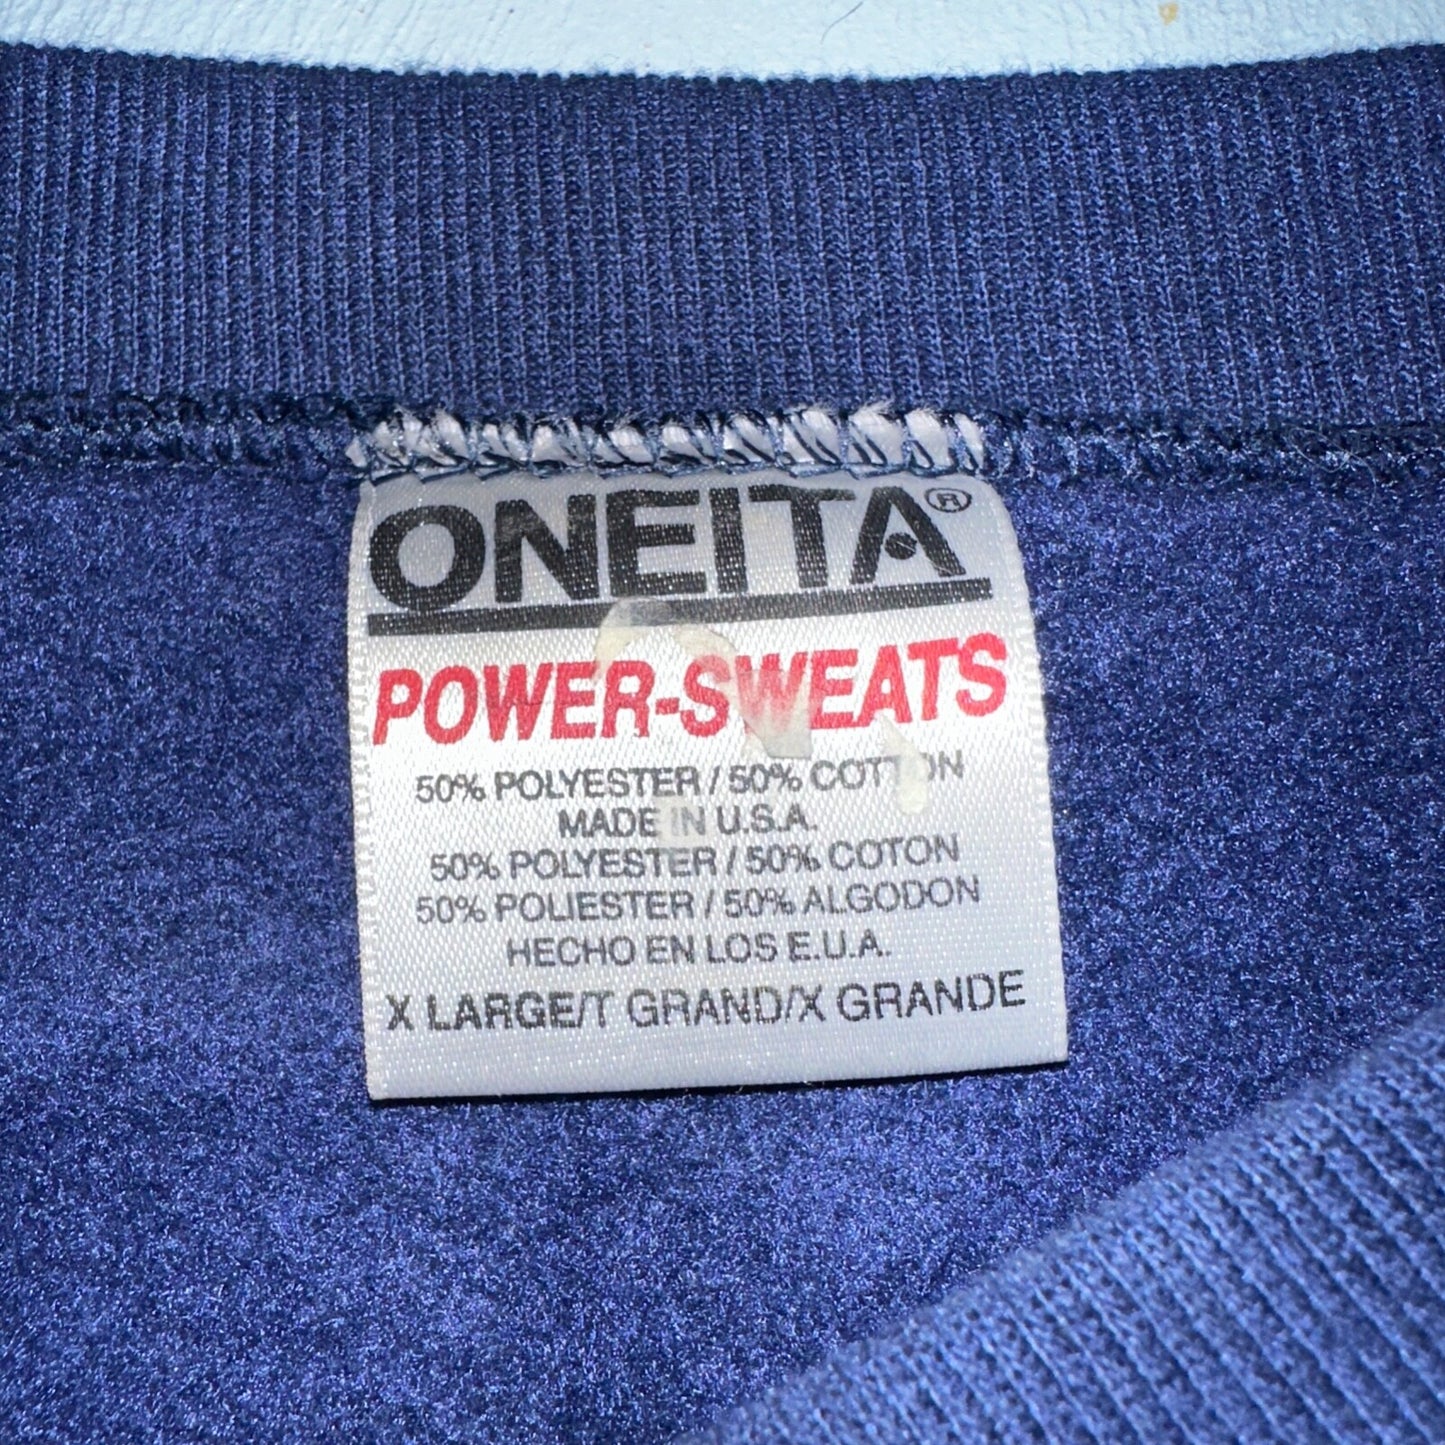 ONEITA®
POWER-SWEATS
50% POLYESTER / 50% COTTON
MADE IN U.S.A.
50% POLYESTER / 50% COTON
50% POLIESTER / 50% ALGODON
HECHO EN LOS E.U.A.
X LARGE/T GRAND/X GRANDE